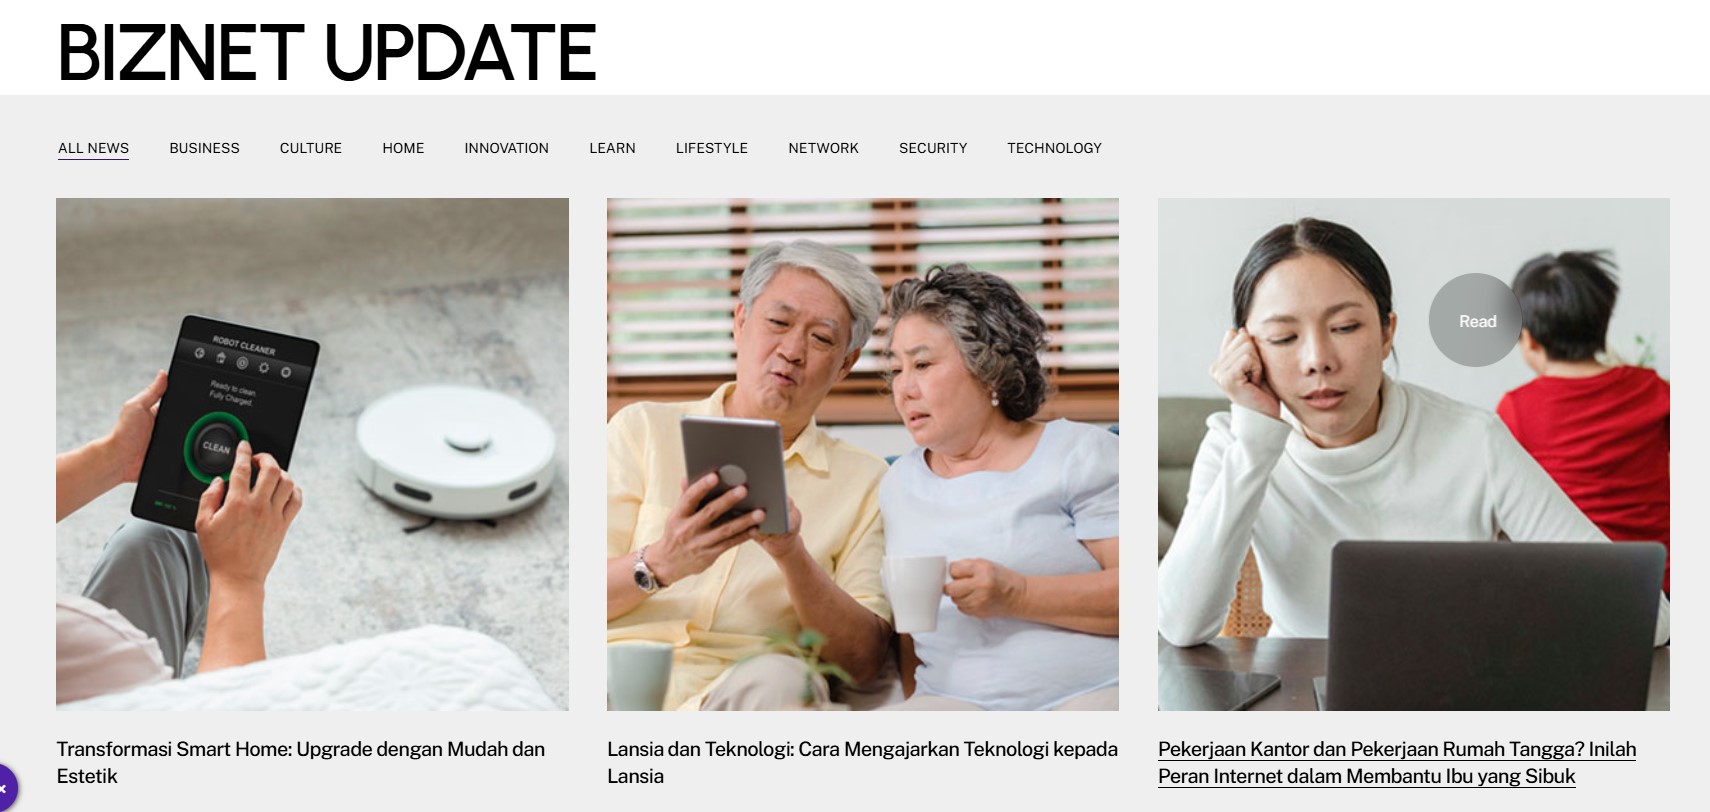 BIZNET UPDATE
ALL NEWS BUSINESS CULTURE HOME INNOVATION LEARN LIFESTYLE NETWORK SECURITY TECHNOLOGY
ROBOT CLEANER
Ready to clean
Fully Charged.
CLEAN
Read
Transformasi Smart Home: Upgrade dengan Mudah dan
Estetik
Lansia dan Teknologi: Cara Mengajarkan Teknologi kepada
Lansia
Pekerjaan Kantor dan Pekerjaan Rumah Tangga? Inilah
Peran Internet dalam Membantu Ibu yang Sibuk